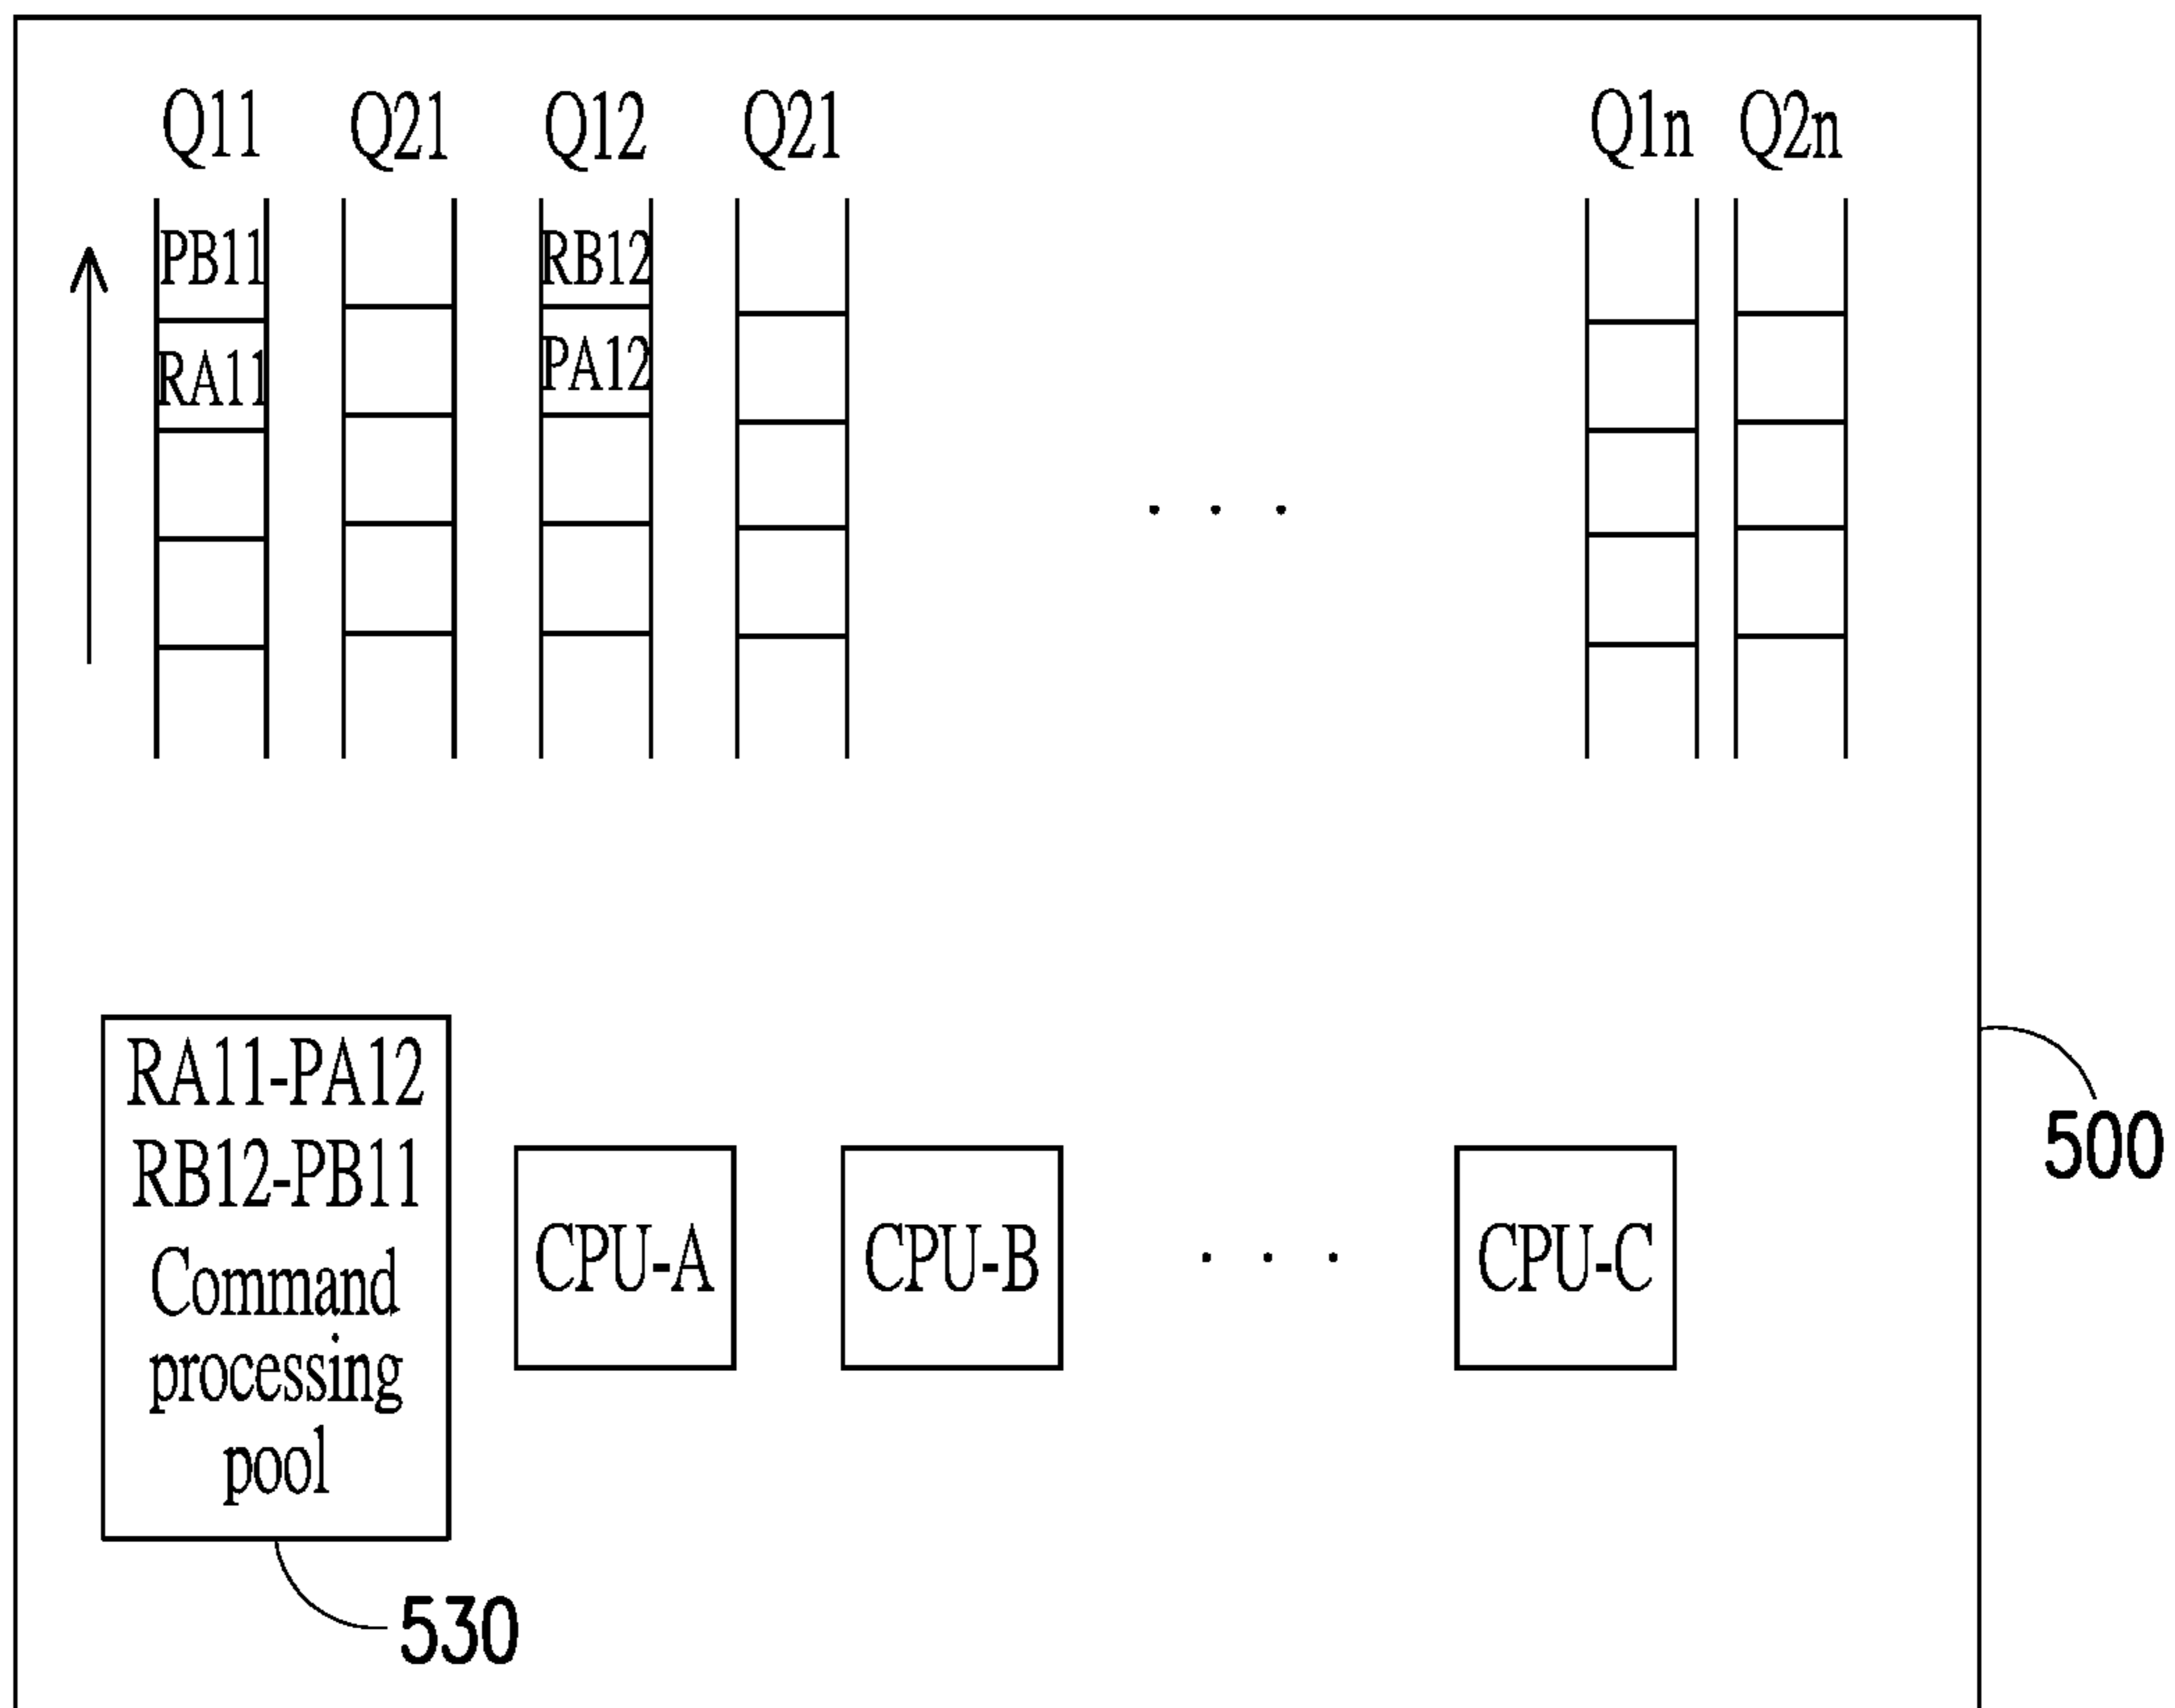 Q11 Q21 Q12 Q21 Q1n Q2n
PB11 RB12
RA11 PA12
. . .
RA11-PA12
RB12-PB11
Command
processing
pool
CPU-A CPU-B . . . CPU-C
500
530